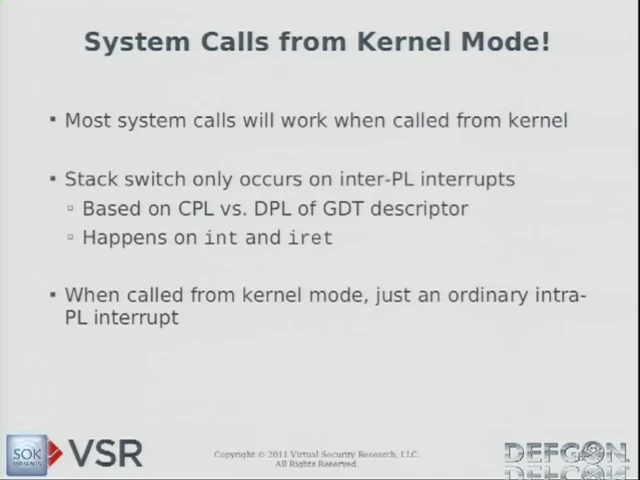 System Calls from Kernel Mode!
Most system calls will work when called from kernel
Stack switch only occurs on inter-PL interrupts
Based on CPL vs. DPL of GDT descriptor
Happens on int and iret
When called from kernel mode, just an ordinary intra-
PL interrupt
SOK
PRESENTS
VSR
Copyright © 2011 Virtual Security Research, LLC.
All Rights Reserved.
DEFCON